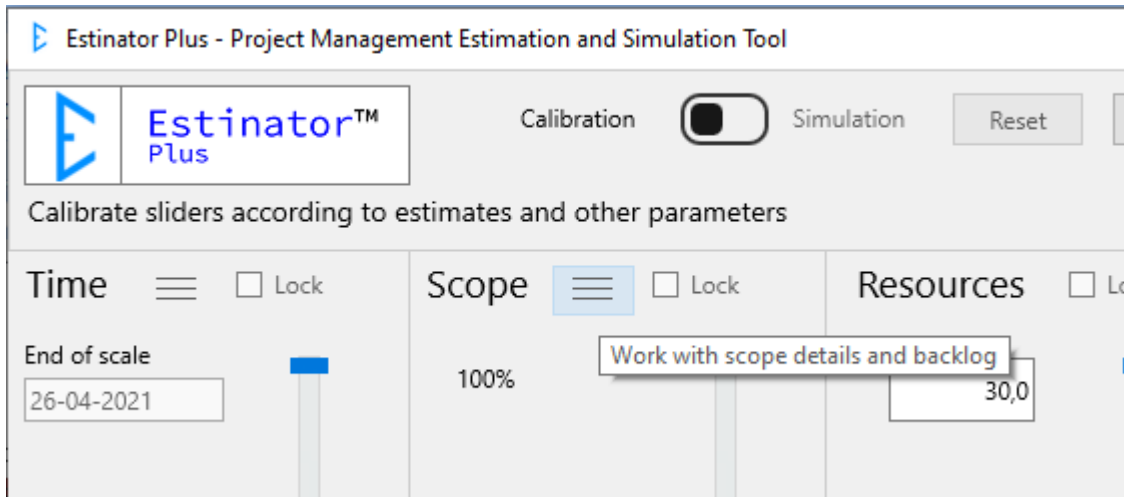 Estinator Plus - Project Management Estimation and Simulation Tool
Estinator™
Plus
Calibration
Simulation
Reset
Calibrate sliders according to estimates and other parameters
Time
Lock
Scope
Lock
Resources
End of scale
26-04-2021
100%
Work with scope details and backlog
30,0